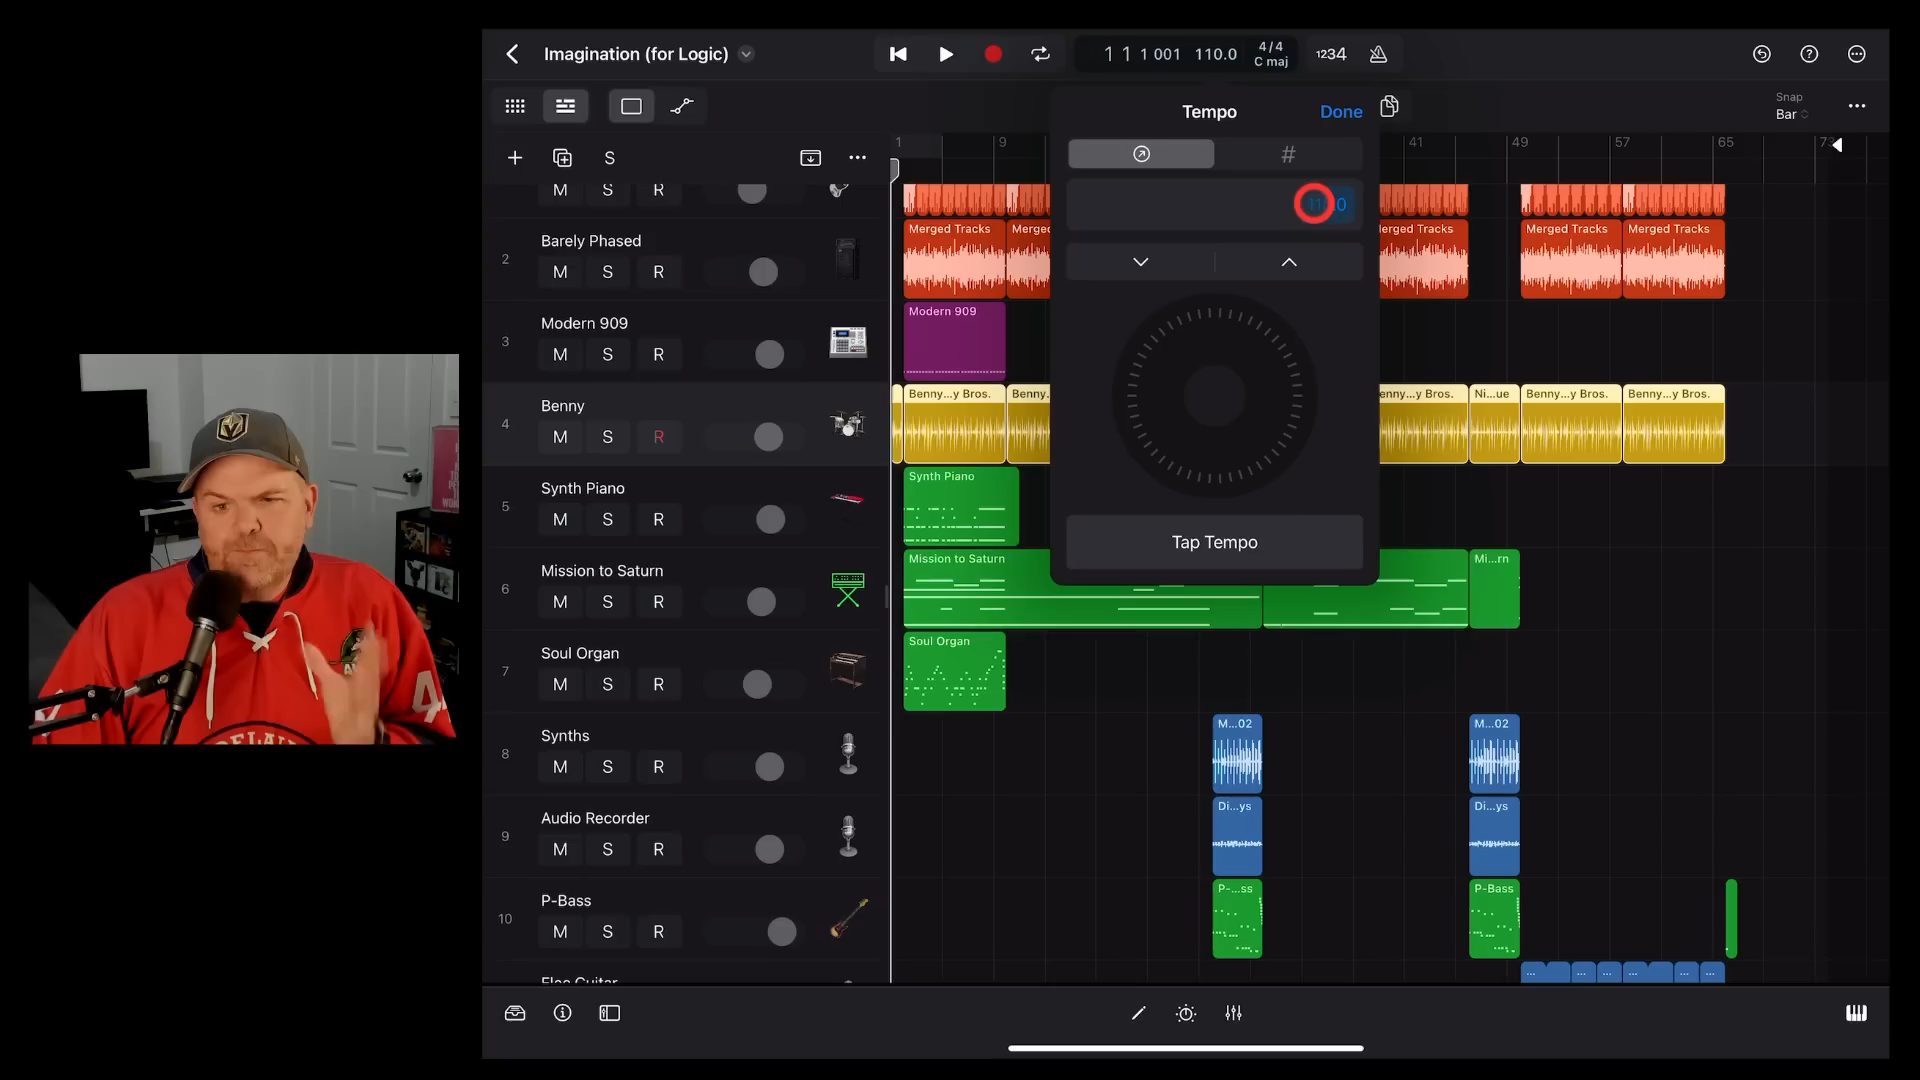 Imagination (for Logic)
1 1 1 001 110.0 4/4 C maj
1234
Tempo
Done
Snap
Bar
1 9 41 49 57 65 73
S
#
M S R
Merged Tracks Merged Tracks Merged Tracks
2 Barely Phased
M S R
3 Modern 909
M S R
Modern 909
4 Benny
M S R
Benny...y Bros. Benny. Ni...ue Benny...y Bros. Benny...y Bros.
5 Synth Piano
M S R
Synth Piano
Tap Tempo
6 Mission to Saturn
M S R
Mission to Saturn Mi...rn
7 Soul Organ
M S R
Soul Organ
8 Synths
M S R
M...02 M...02
9 Audio Recorder
M S R
Di...ys Di...ys
10 P-Bass
M S R
P-...ss P-Bass